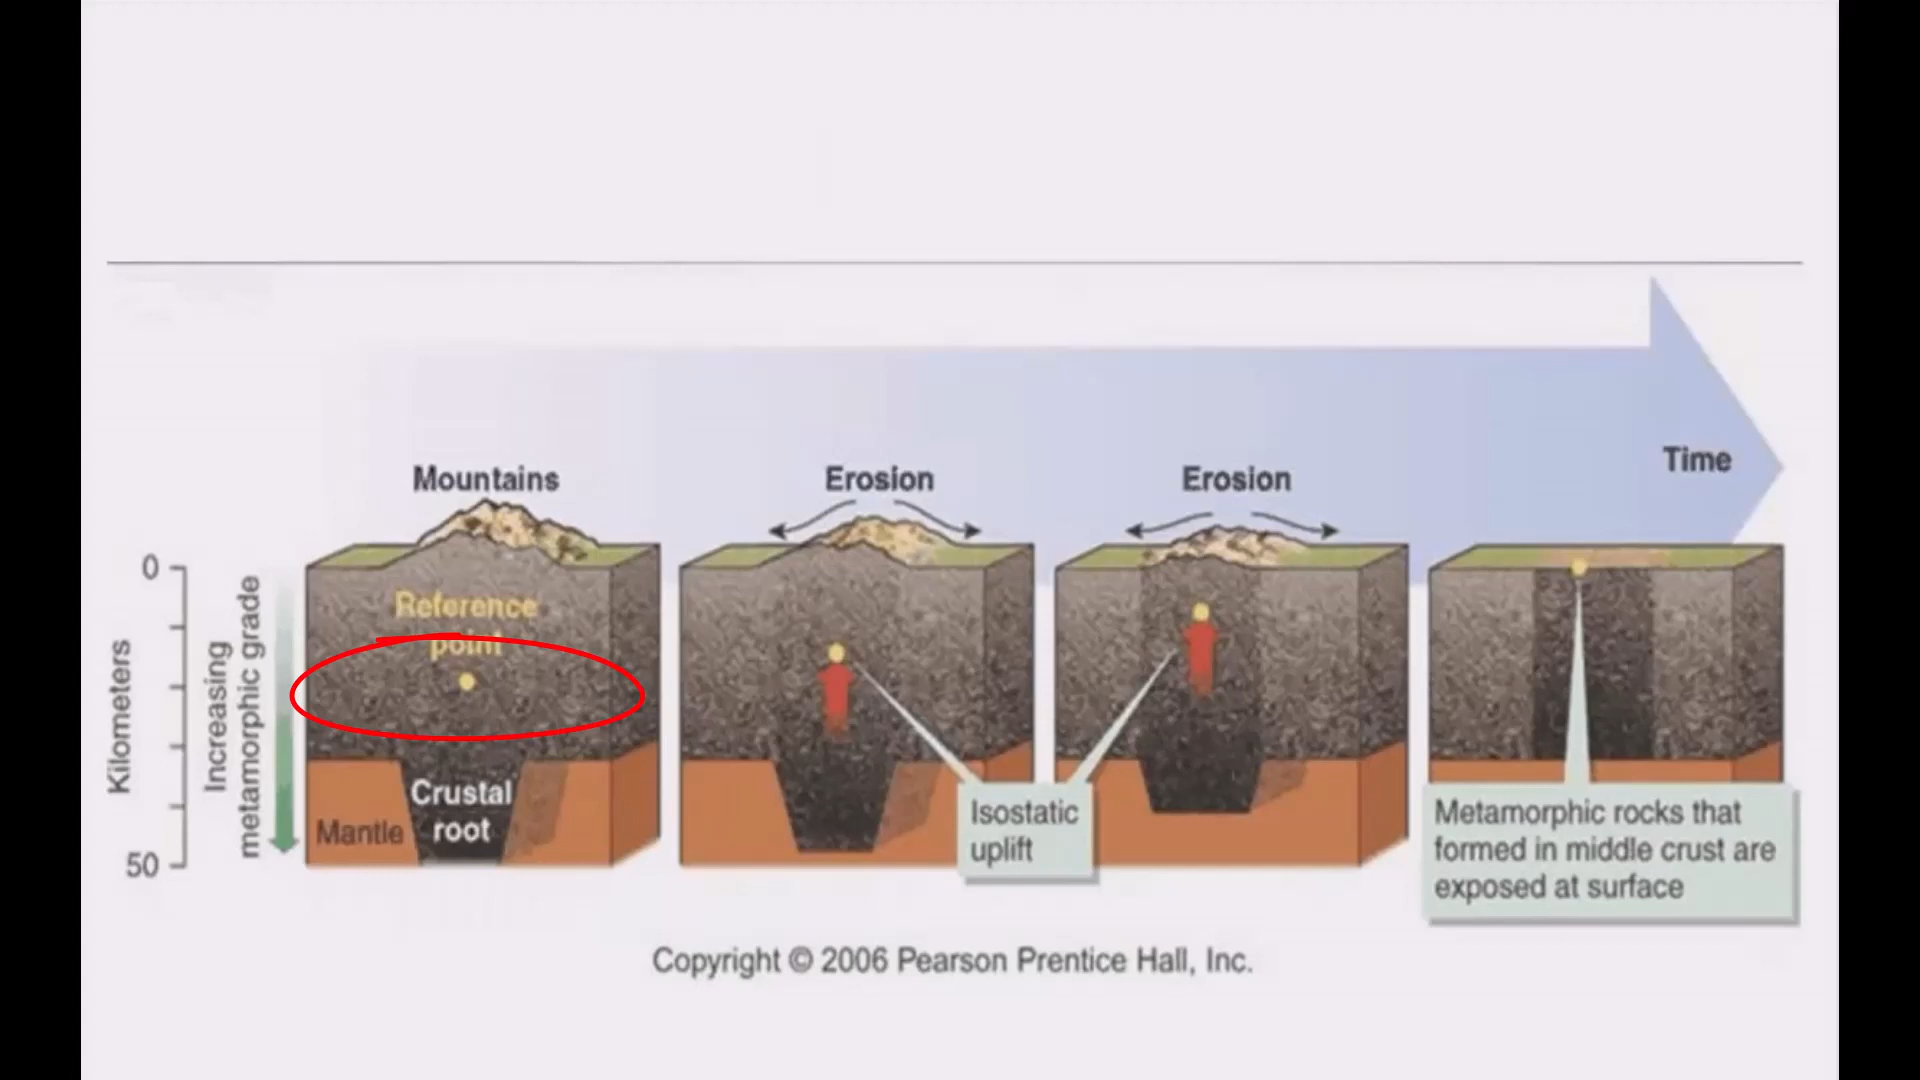 Time
Mountains
Erosion
Erosion
0
50
Kilometers
Increasing
metamorphic grade
Reference
point
Mantle
Crustal
root
Isostatic
uplift
Metamorphic rocks that
formed in middle crust are
exposed at surface
Copyright © 2006 Pearson Prentice Hall, Inc.